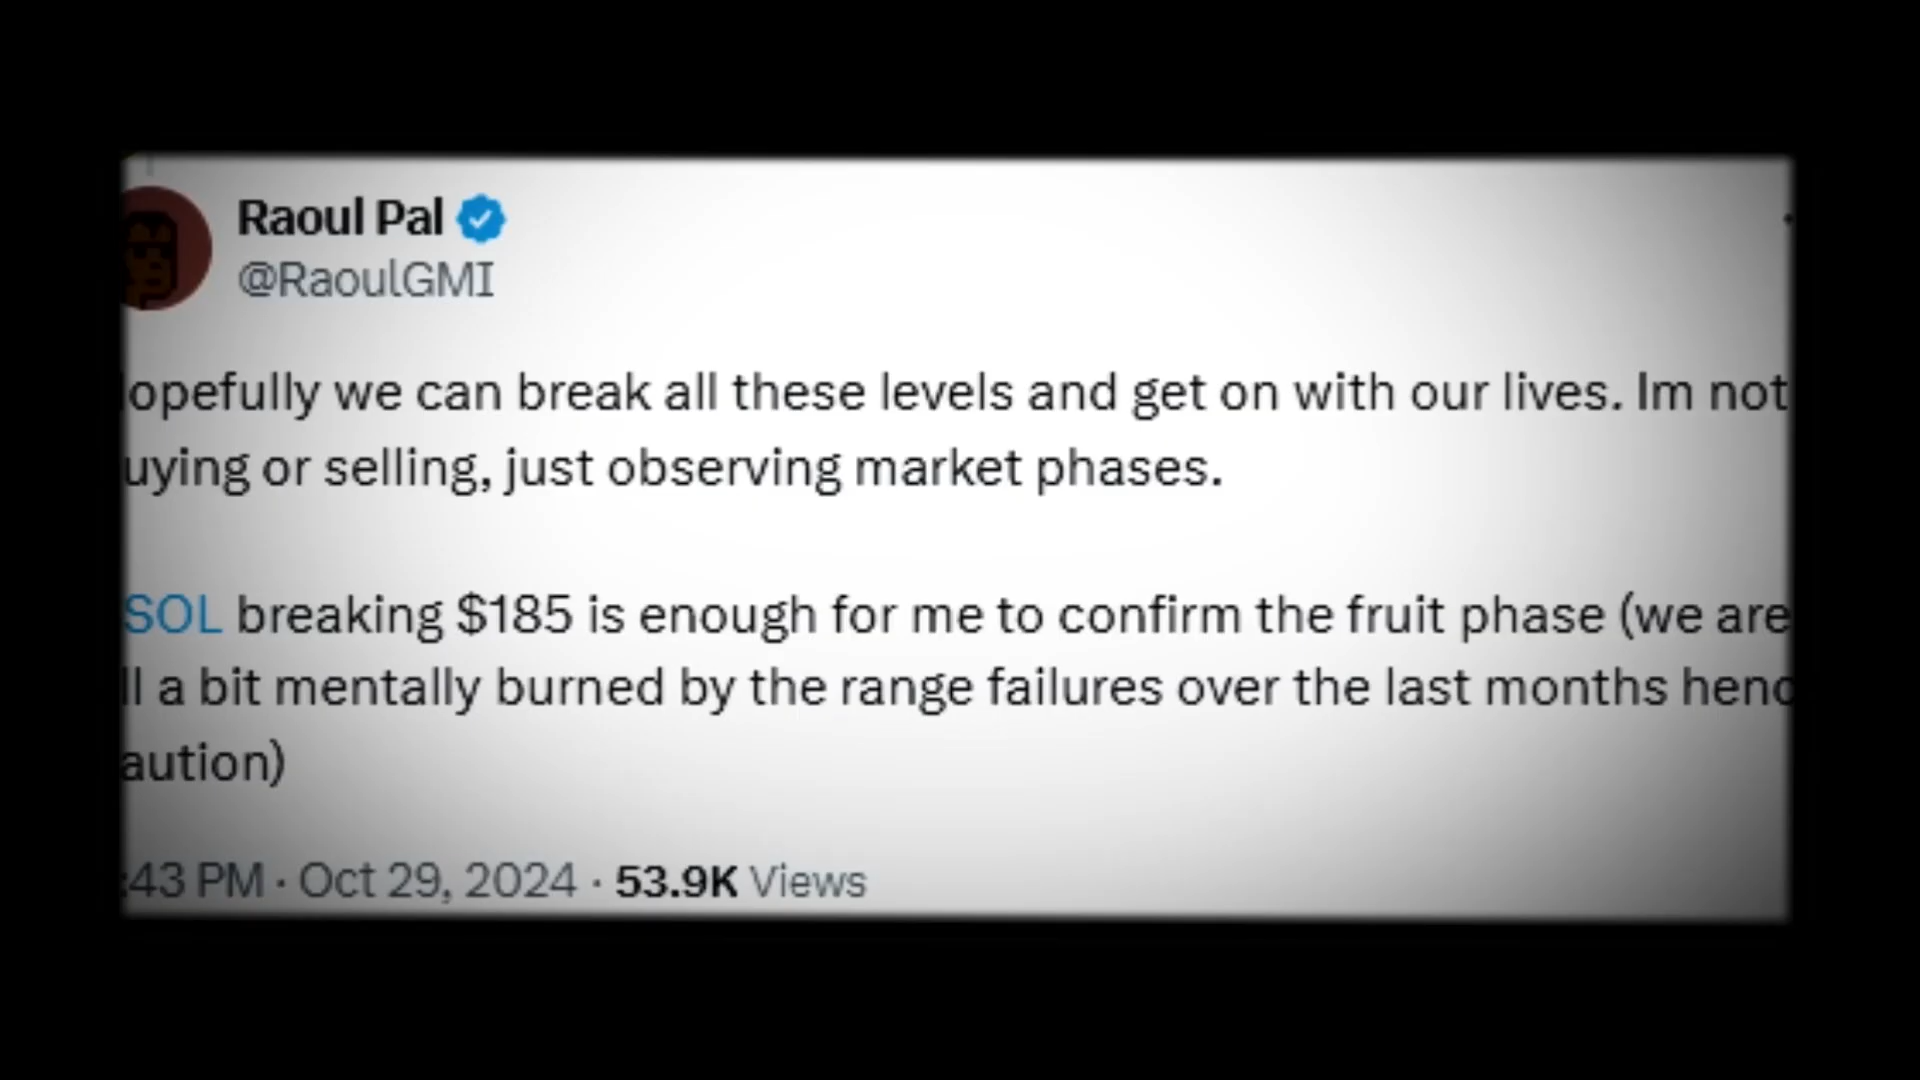 Raoul Pal
@RaoulGMI
opefully we can break all these levels and get on with our lives. Im not
uying or selling, just observing market phases.
SOL breaking $185 is enough for me to confirm the fruit phase (we are
ll a bit mentally burned by the range failures over the last months henc
aution)
:43 PM · Oct 29, 2024 · 53.9K Views